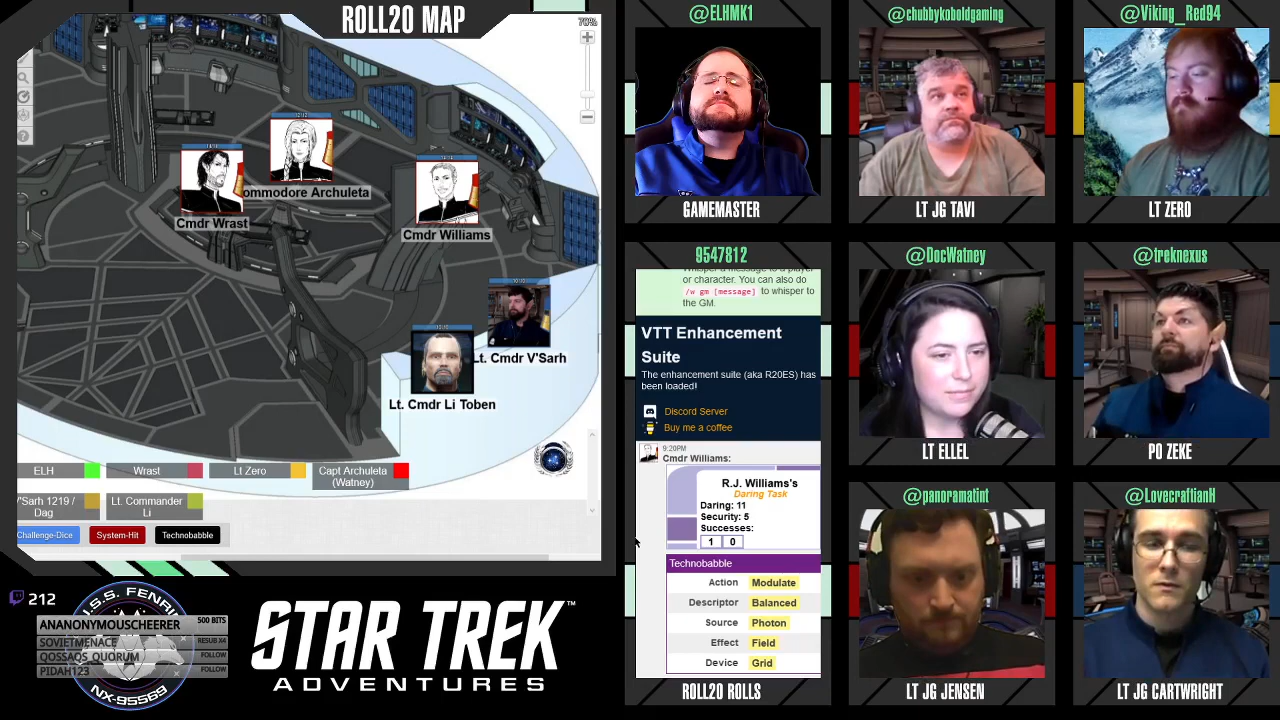 ROLL20 MAP
70%
Commodore Archuleta
Cmdr Wrast
Cmdr Williams
Lt. Cmdr V'Sarh
Lt. Cmdr Li Toben
ELH
Wrast
Lt Zero
Capt Archuleta
(Watney)
V'Sarh 1219 /
Dag
Lt. Commander
Li
Challenge-Dice
System-Hit
Technobabble
212
U.S.S. FENRI
ANANONYMOUSCHEERER
500 BITS
SOVIETMENACE
RESUB X4
QOSSAQS_QUORUM
FOLLOW
PIDAH123
FOLLOW
NX-95569
STAR TREK™
ADVENTURES
@ELHMK1
GAMEMASTER
@chubbykoboldgaming
LT JG TAVI
@Viking_Red94
LT ZERO
9547812
Whisper a message to a player
or character. You can also do
/w gm [message] to whisper to
the GM.
VTT Enhancement
Suite
The enhancement suite (aka R20ES) has
been loaded!
Discord Server
Buy me a coffee
9:20PM
Cmdr Williams:
R.J. Williams's
Daring Task
Daring: 11
Security: 5
Successes:
1 0
Technobabble
Action Modulate
Descriptor Balanced
Source Photon
Effect Field
Device Grid
ROLL20 ROLLS
@DocWatney
LT ELLEL
@treknexus
PO ZEKE
@panoramatint
LT JG JENSEN
@LovecraftianH
LT JG CARTWRIGHT